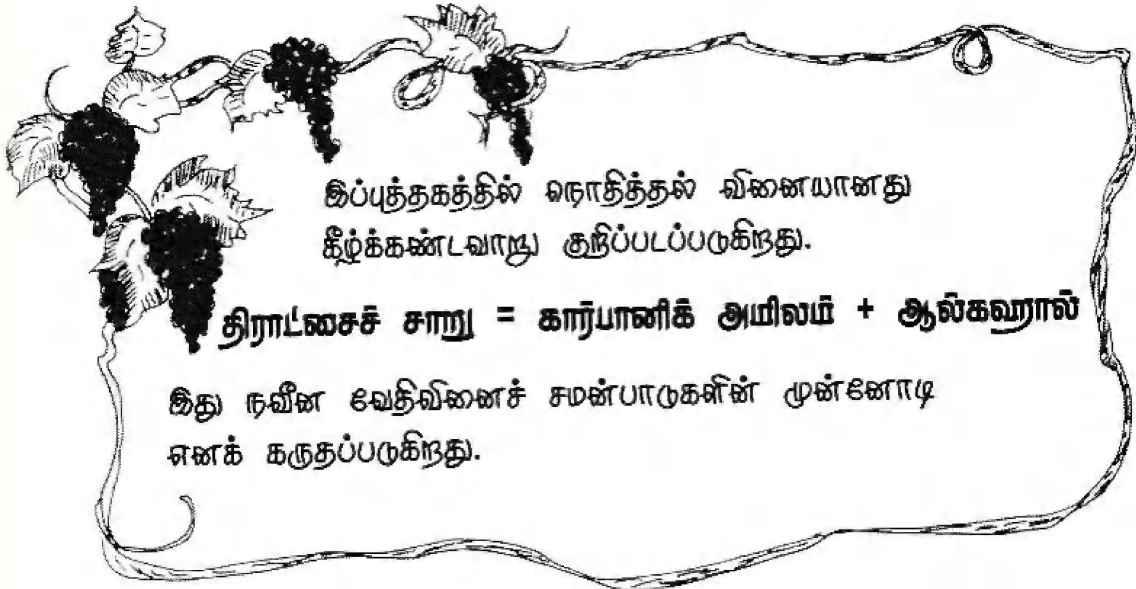 இப்புத்தகத்தில் நொதித்தல் வினையானது
கீழ்க்கண்டவாறு குறிப்படப்படுகிறது.
திராட்சைச் சாறு = கார்பானிக் அமிலம் + ஆல்கஹால்
இது நவீன வேதிவினைச் சமன்பாடுகளின் முன்னோடி
எனக் கருதப்படுகிறது.